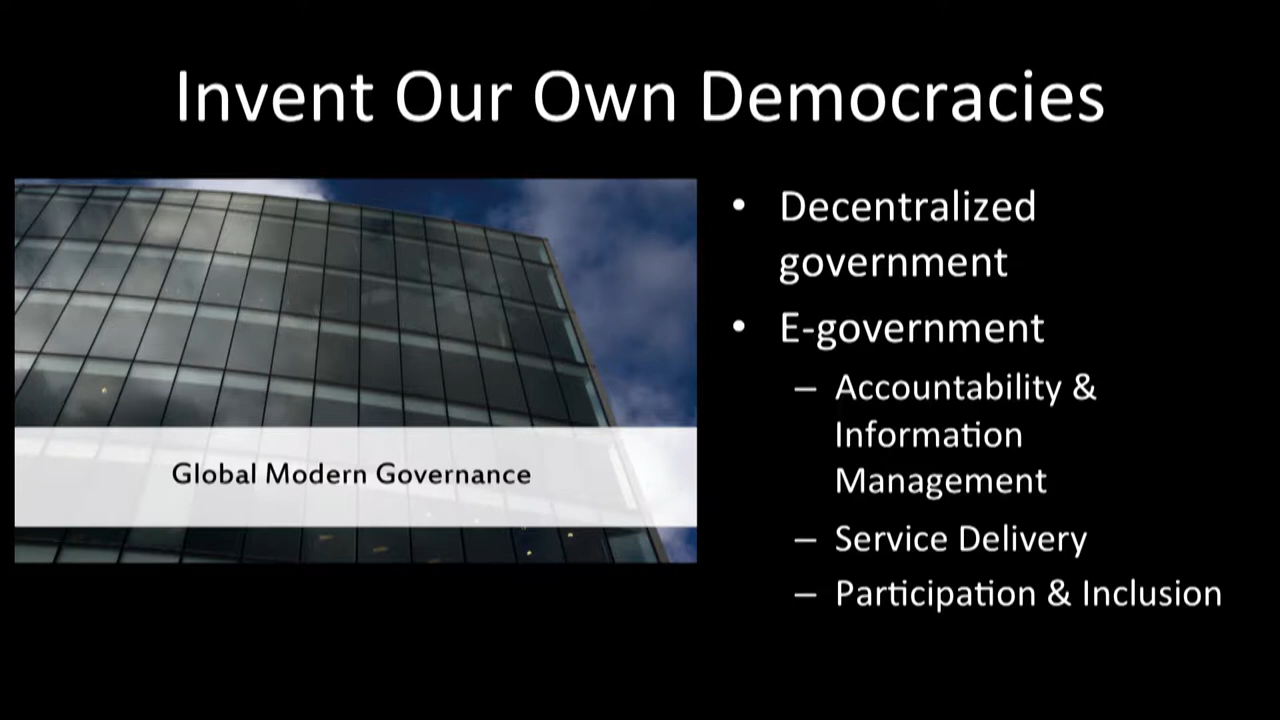 Invent Our Own Democracies
Global Modern Governance
• Decentralized
government
• E-government
– Accountability &
Information
Management
– Service Delivery
– Participation & Inclusion